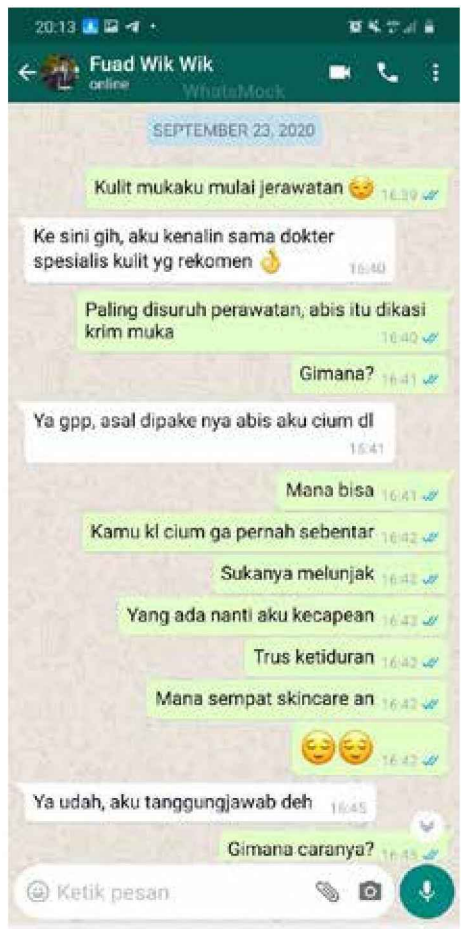 20:13
Fuad Wik Wik
online
WhatsMock
SEPTEMBER 23, 2020
Kulit mukaku mulai jerawatan 😌 16:39
Ke sini gih, aku kenalin sama dokter
spesialis kulit yg rekomen 👌 16:40
Paling disuruh perawatan, abis itu dikasi
krim muka 16:40
Gimana? 16:41
Ya gpp, asal dipake nya abis aku cium dl
16:41
Mana bisa 16:41
Kamu kl cium ga pernah sebentar 16:42
Sukanya melunjak 16:42
Yang ada nanti aku kecapean 16:42
Trus ketiduran 16:42
Mana sempat skincare an 16:42
😌😌 16:42
Ya udah, aku tanggungjawab deh 16:45
Gimana caranya? 16:45
Ketik pesan